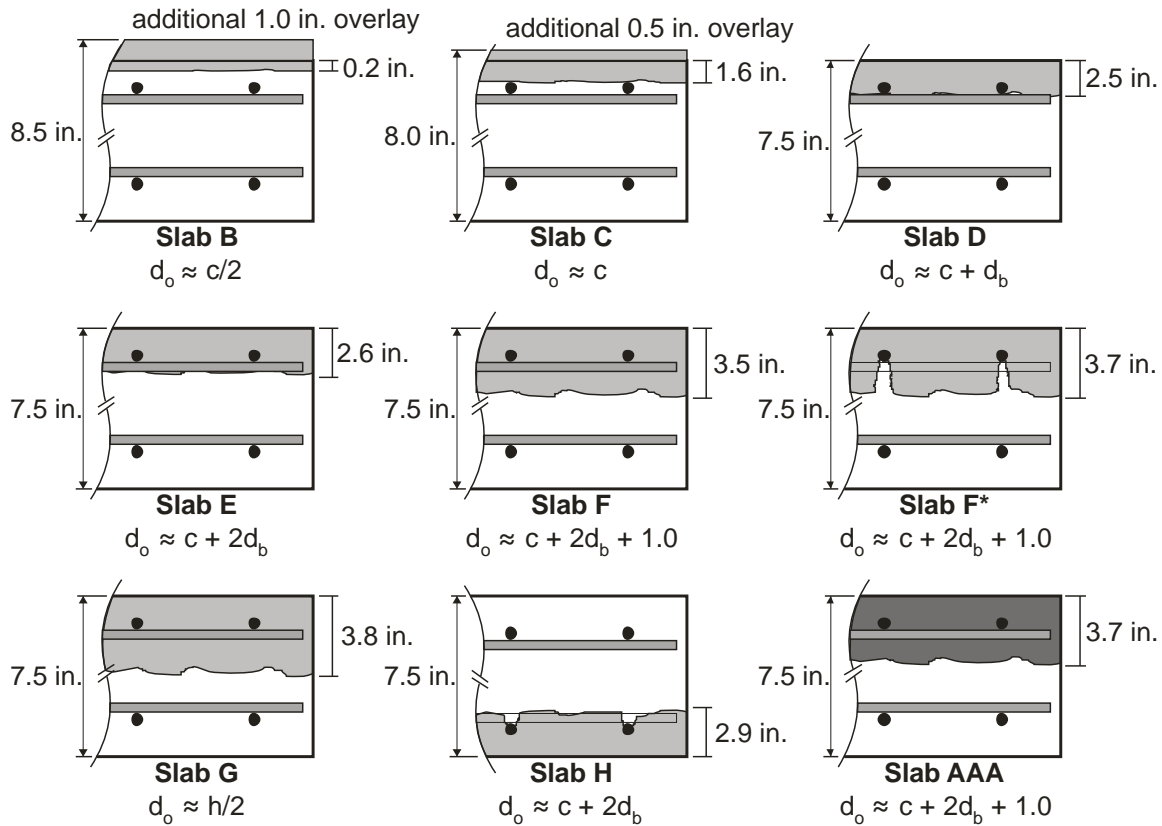 additional 1.0 in. overlay
0.2 in.
8.5 in.
Slab B
dₒ ≈ c/2
additional 0.5 in. overlay
1.6 in.
8.0 in.
Slab C
dₒ ≈ c
2.5 in.
7.5 in.
Slab D
dₒ ≈ c + d_b
2.6 in.
7.5 in.
Slab E
dₒ ≈ c + 2d_b
3.5 in.
7.5 in.
Slab F
dₒ ≈ c + 2d_b + 1.0
3.7 in.
7.5 in.
Slab F*
dₒ ≈ c + 2d_b + 1.0
3.8 in.
7.5 in.
Slab G
dₒ ≈ h/2
7.5 in.
2.9 in.
Slab H
dₒ ≈ c + 2d_b
3.7 in.
7.5 in.
Slab AAA
dₒ ≈ c + 2d_b + 1.0